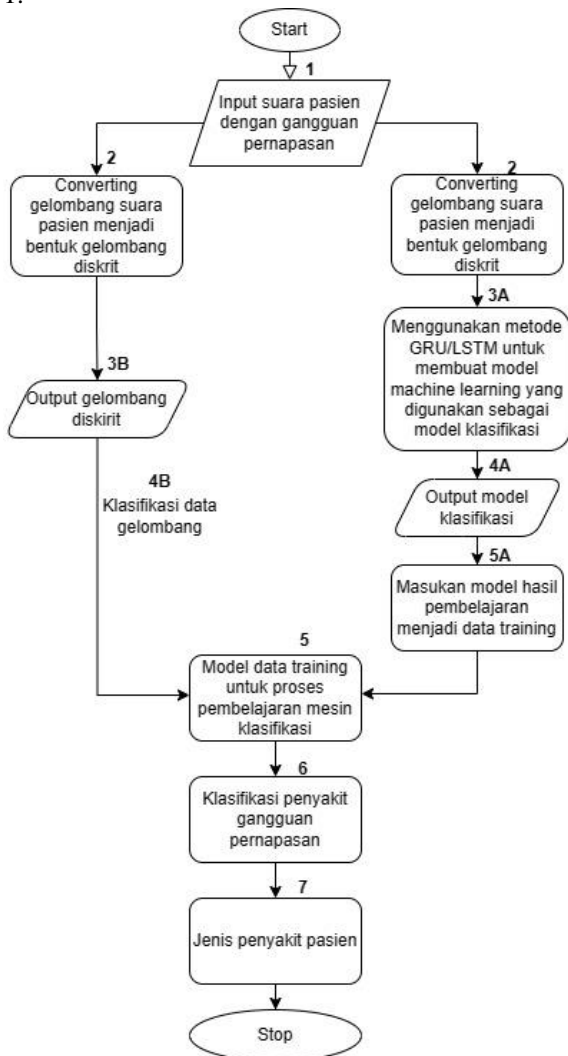 1.
Start
1
Input suara pasien
dengan gangguan
pernapasan
2
Converting
gelombang suara
pasien menjadi
bentuk gelombang
diskrit
2
Converting
gelombang suara
pasien menjadi
bentuk gelombang
diskrit
3A
Menggunakan metode
GRU/LSTM untuk
membuat model
machine learning yang
digunakan sebagai
model klasifikasi
3B
Output gelombang
diskirit
4A
Output model
klasifikasi
4B
Klasifikasi data
gelombang
5A
Masukan model hasil
pembelajaran
menjadi data training
5
Model data training
untuk proses
pembelajaran mesin
klasifikasi
6
Klasifikasi penyakit
gangguan
pernapasan
7
Jenis penyakit pasien
Stop